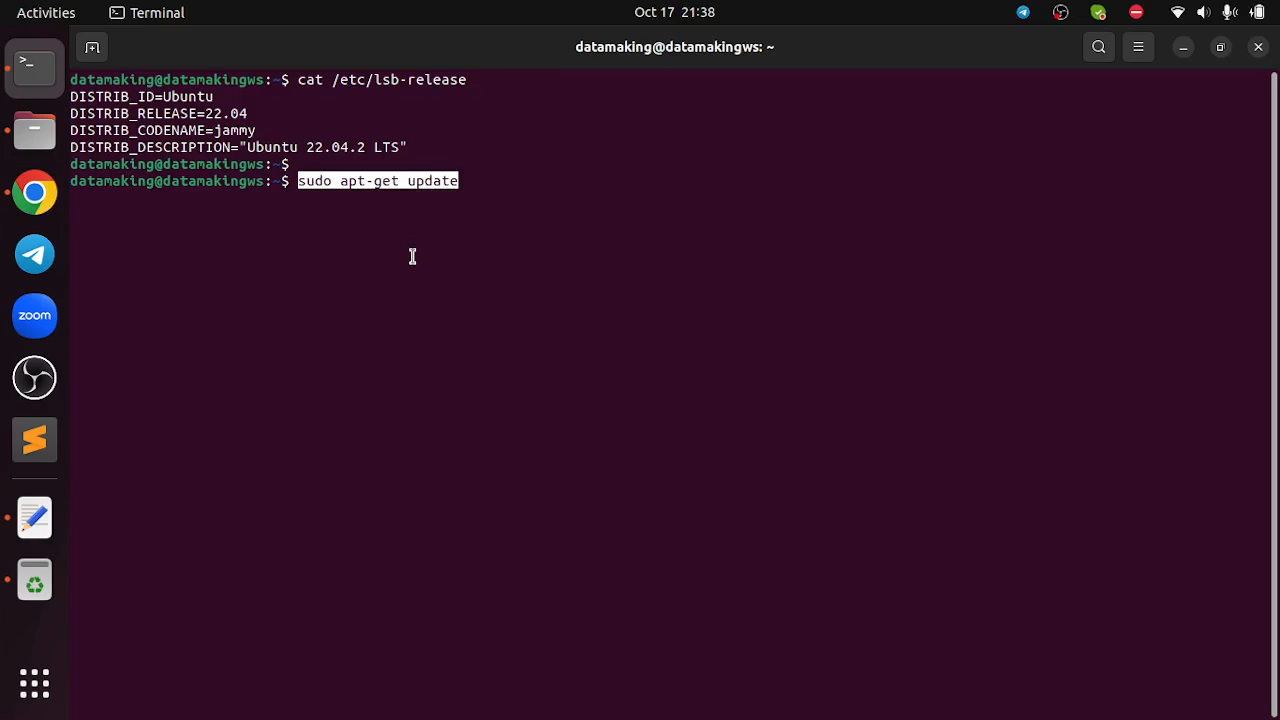 Activities
Terminal
Oct 17 21:38
datamaking@datamakingws: ~
datamaking@datamakingws:~$ cat /etc/lsb-release
DISTRIB_ID=Ubuntu
DISTRIB_RELEASE=22.04
DISTRIB_CODENAME=jammy
DISTRIB_DESCRIPTION="Ubuntu 22.04.2 LTS"
datamaking@datamakingws:~$
datamaking@datamakingws:~$ sudo apt-get update
zoom